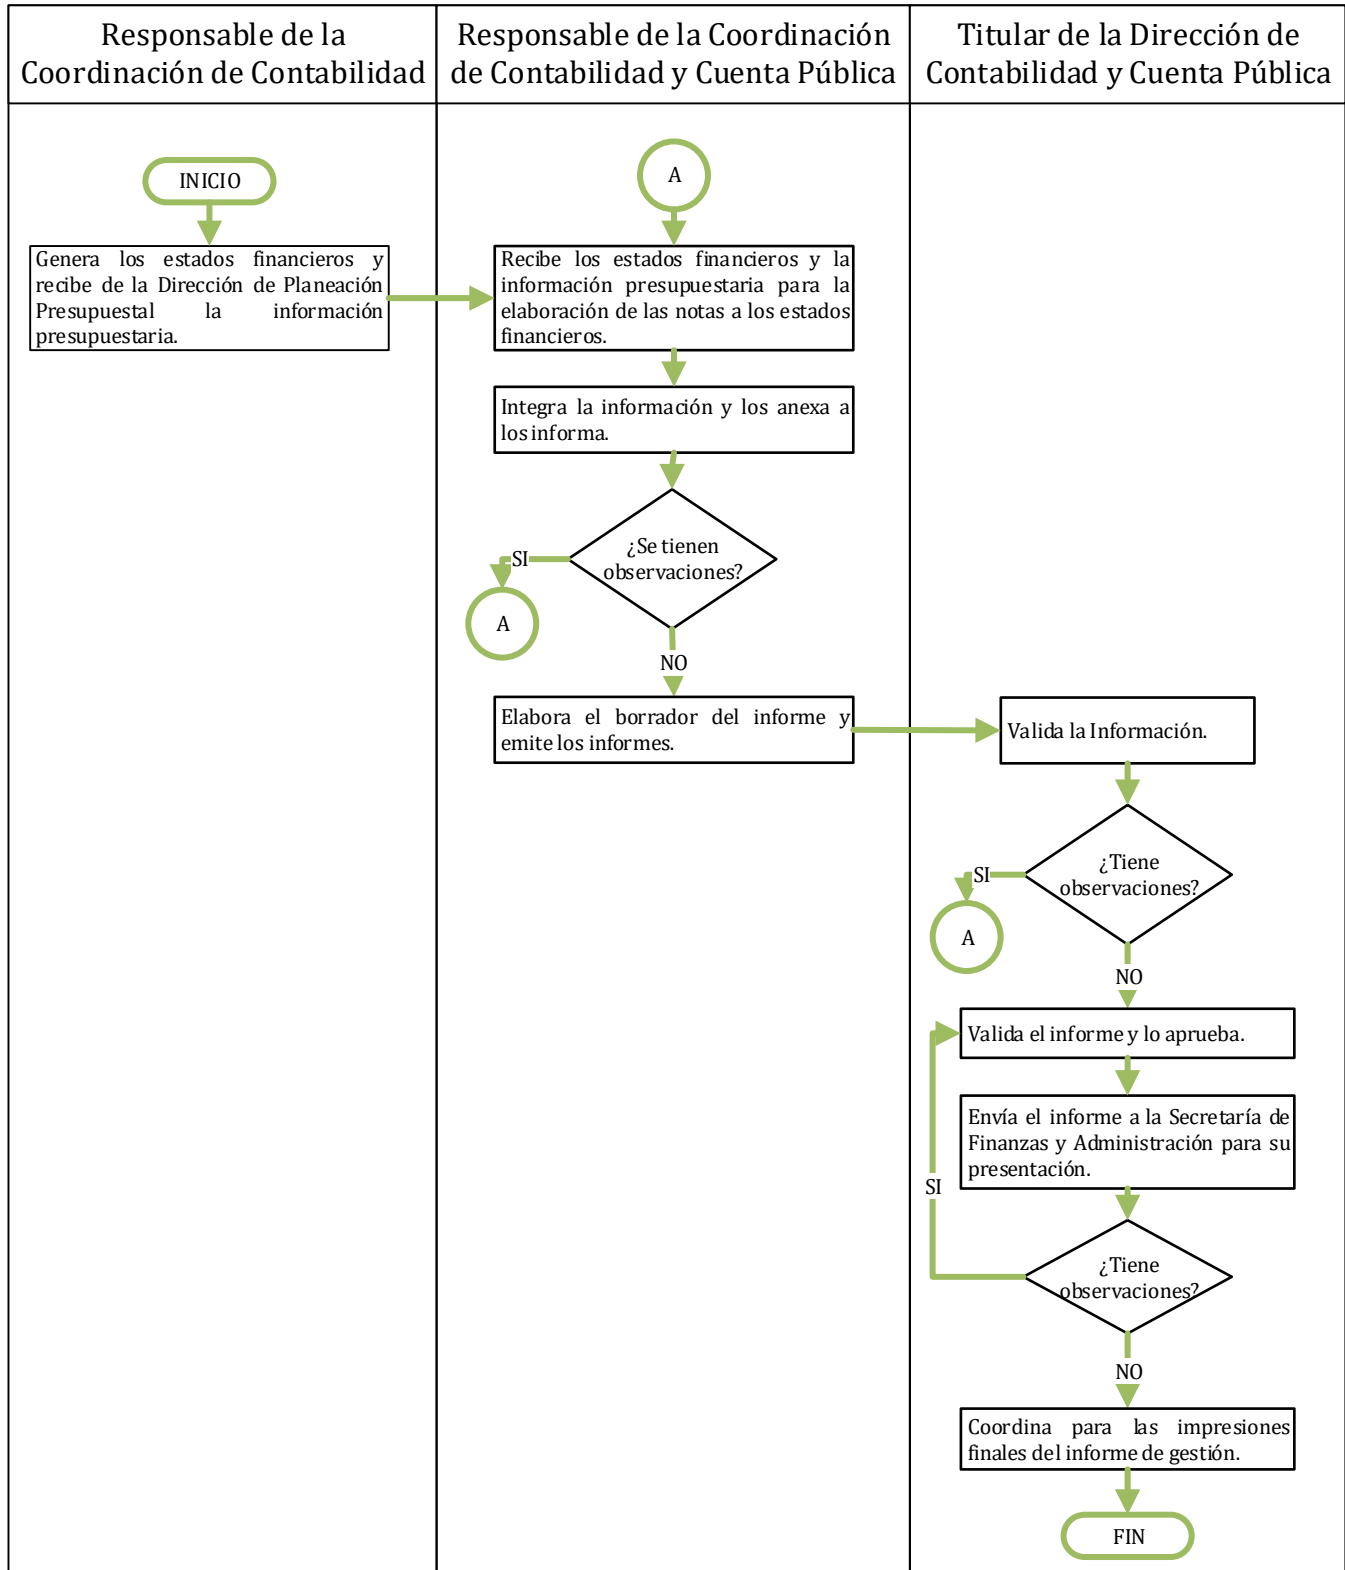 Responsable de la
Coordinación de Contabilidad
Responsable de la Coordinación
de Contabilidad y Cuenta Pública
Titular de la Dirección de
Contabilidad y Cuenta Pública
INICIO
Genera los estados financieros y
recibe de la Dirección de Planeación
Presupuestal la información
presupuestaria.
A
Recibe los estados financieros y la
información presupuestaria para la
elaboración de las notas a los estados
financieros.
Integra la información y los anexa a
los informa.
¿Se tienen
observaciones?
SI
A
NO
Elabora el borrador del informe y
emite los informes.
Valida la Información.
¿Tiene
observaciones?
SI
A
NO
Valida el informe y lo aprueba.
Envía el informe a la Secretaría de
Finanzas y Administración para su
presentación.
SI
¿Tiene
observaciones?
NO
Coordina para las impresiones
finales del informe de gestión.
FIN